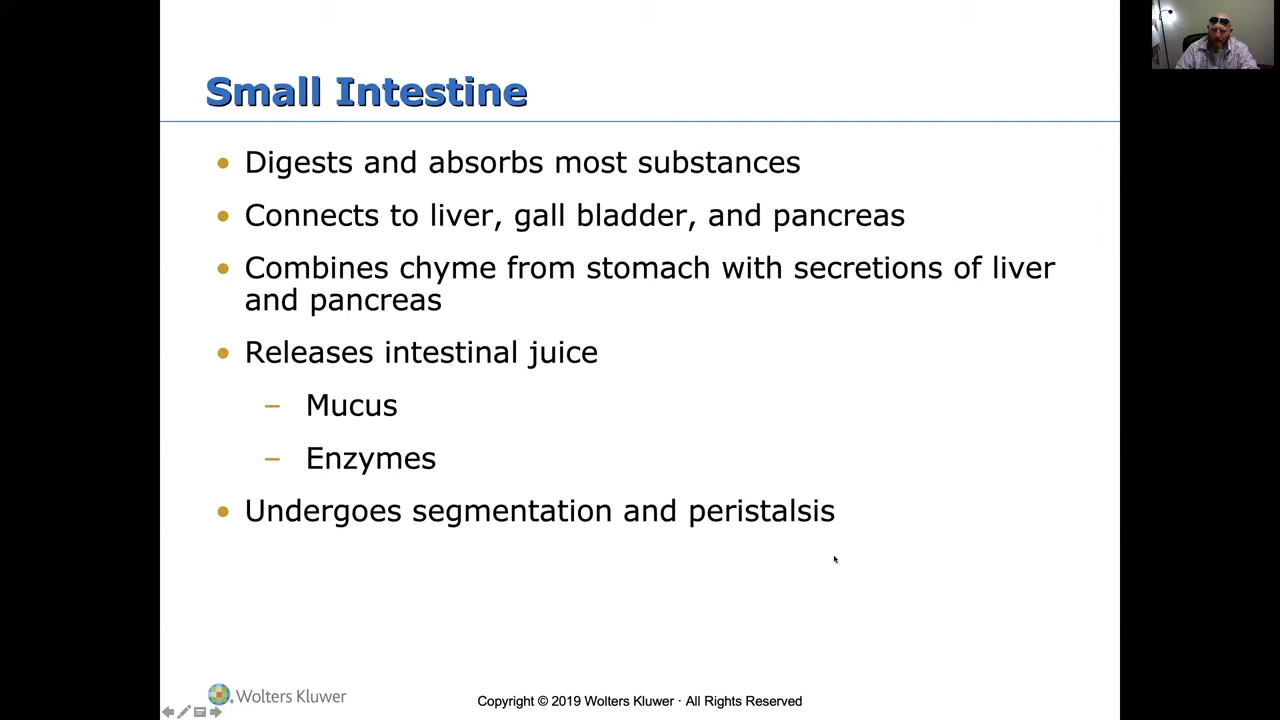 Small Intestine
• Digests and absorbs most substances
• Connects to liver, gall bladder, and pancreas
• Combines chyme from stomach with secretions of liver
and pancreas
• Releases intestinal juice
– Mucus
– Enzymes
• Undergoes segmentation and peristalsis
Wolters Kluwer
Copyright © 2019 Wolters Kluwer · All Rights Reserved